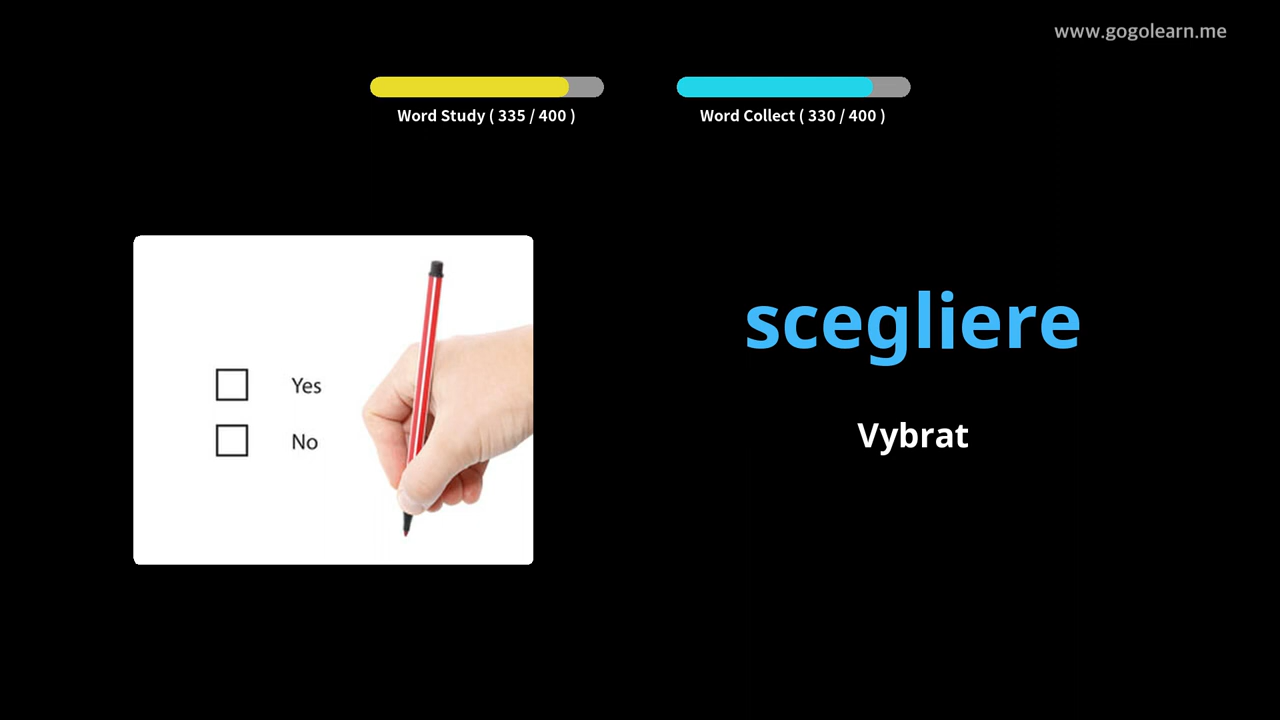 www.gogolearn.me
Word Study ( 335 / 400 )
Word Collect ( 330 / 400 )
Yes
No
scegliere
Vybrat